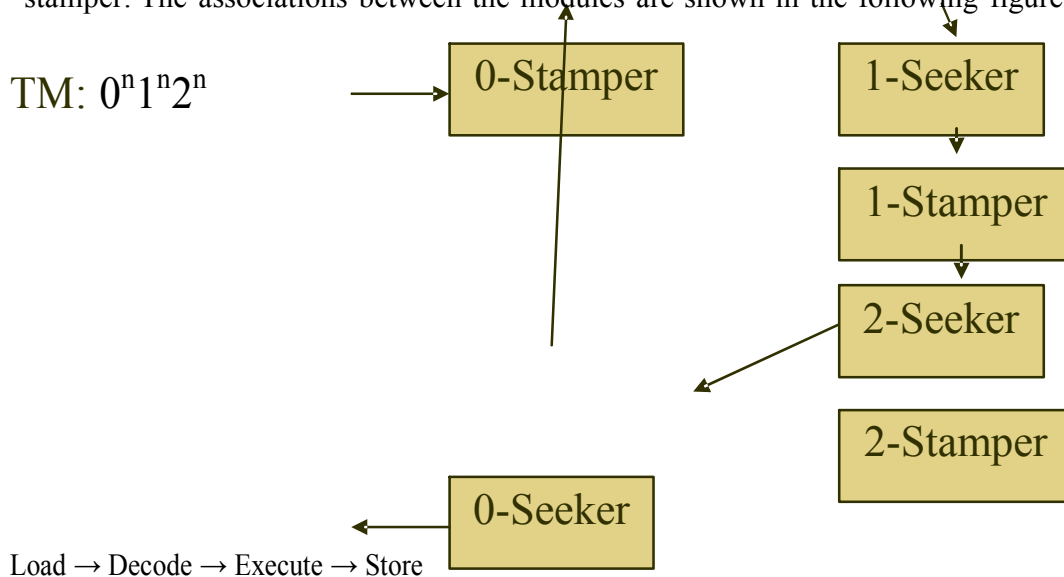 stamper. The associations between the modules are shown in the following figure
0-Stamper
1-Seeker
TM: 0ⁿ1ⁿ2ⁿ
1-Stamper
2-Seeker
2-Stamper
0-Seeker
Load → Decode → Execute → Store